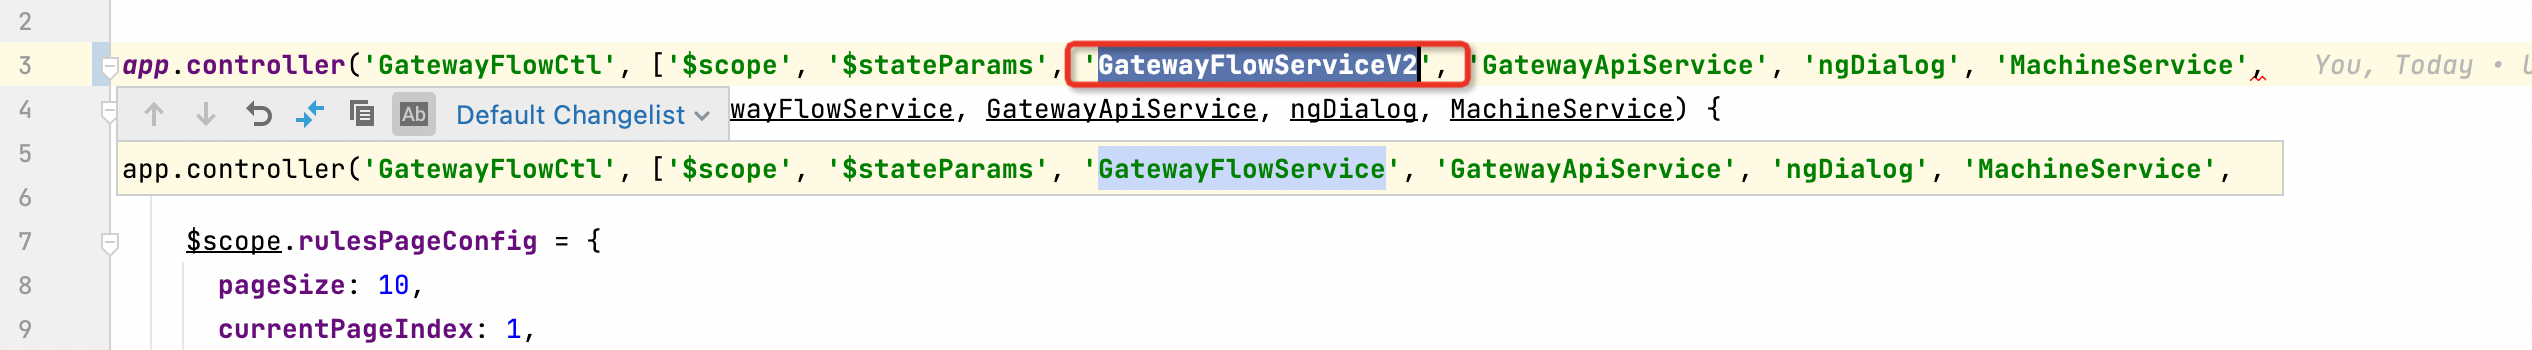 2
3 app.controller('GatewayFlowCtl', ['$scope', '$stateParams', 'GatewayFlowServiceV2', 'GatewayApiService', 'ngDialog', 'MachineService', You, Today •
4 wayFlowService, GatewayApiService, ngDialog, MachineService) {
Ab Default Changelist
5
app.controller('GatewayFlowCtl', ['$scope', '$stateParams', 'GatewayFlowService', 'GatewayApiService', 'ngDialog', 'MachineService',
6
7 $scope.rulesPageConfig = {
8 pageSize: 10,
9 currentPageIndex: 1,